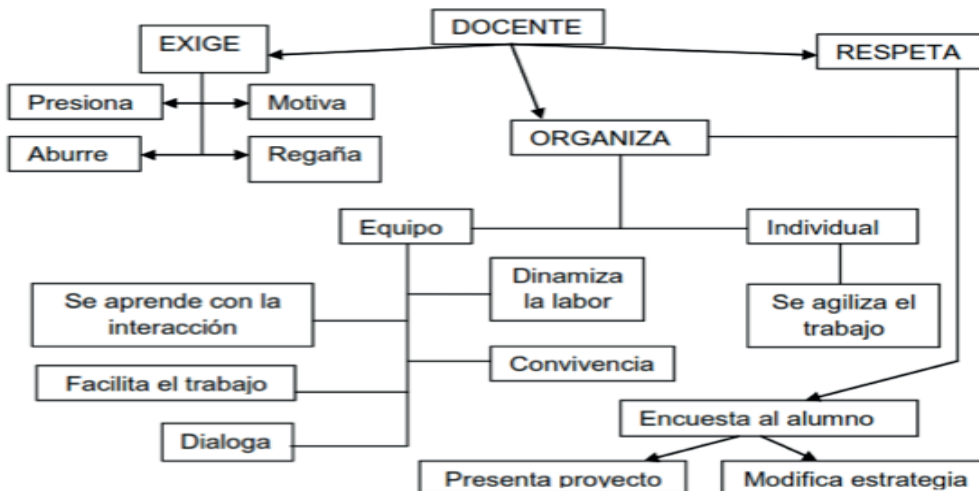 DOCENTE
EXIGE
RESPETA
Presiona
Motiva
Aburre
Regaña
ORGANIZA
Equipo
Individual
Dinamiza
la labor
Se aprende con la
interacción
Se agiliza el
trabajo
Convivencia
Facilita el trabajo
Encuesta al alumno
Dialoga
Presenta proyecto
Modifica estrategia